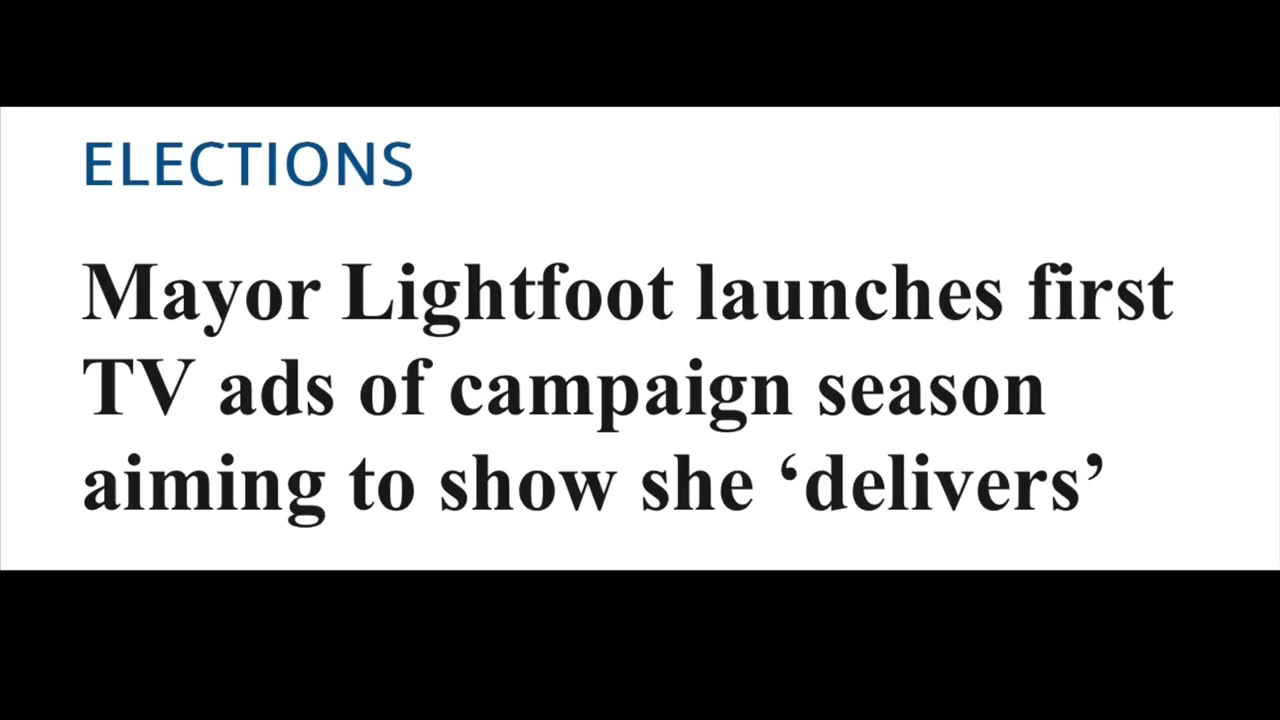 ELECTIONS
Mayor Lightfoot launches first
TV ads of campaign season
aiming to show she ‘delivers’